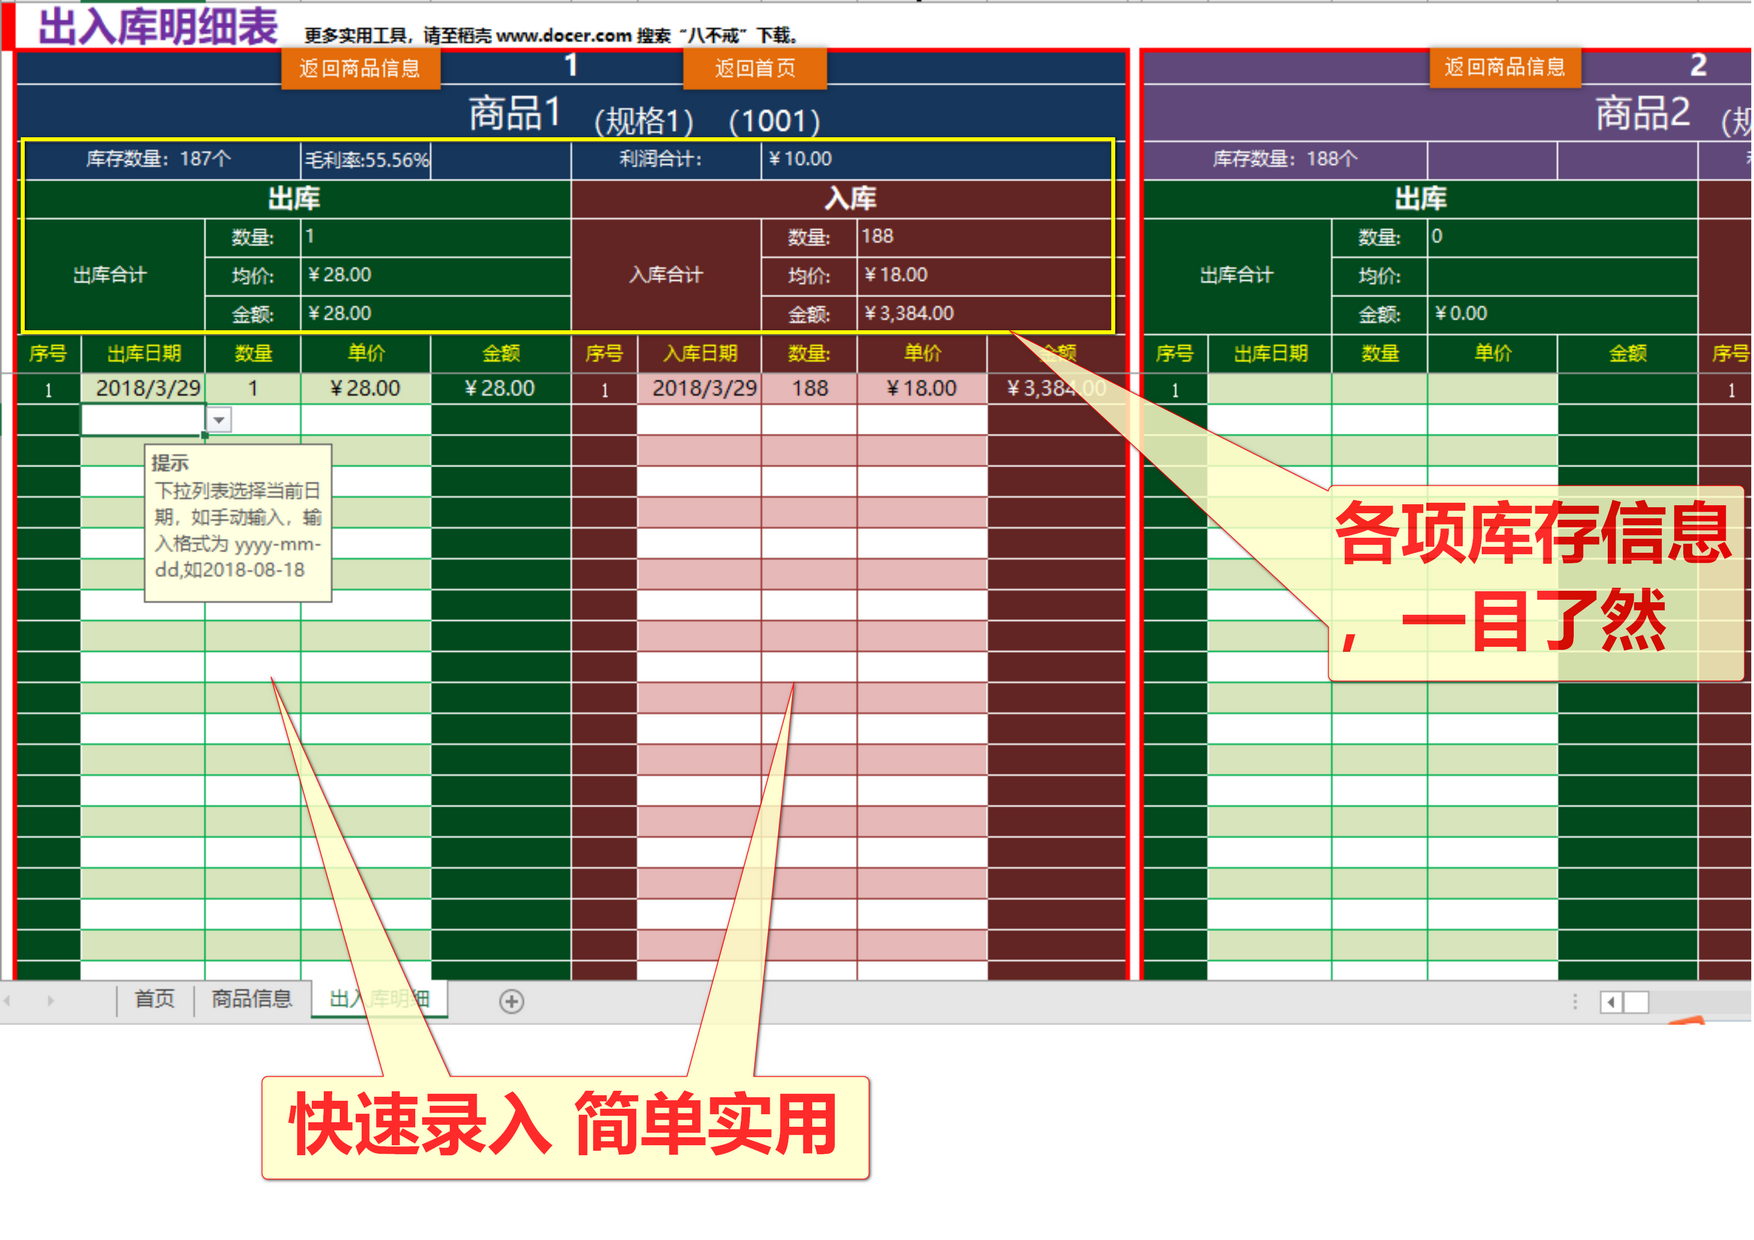 出入库明细表 更多实用工具，请至稻壳 www.docer.com 搜索“八不戒”下载。
返回商品信息 1 返回首页 返回商品信息 2
商品1 （规格1） （1001） 商品2
库存数量：187个 毛利率:55.56% 利润合计： ¥10.00 库存数量：188个
出库 入库 出库
数量: 1 数量: 188 数量: 0
出库合计 均价: ¥28.00 入库合计 均价: ¥18.00 出库合计 均价:
金额: ¥28.00 金额: ¥3,384.00 金额: ¥0.00
序号 出库日期 数量 单价 金额 序号 入库日期 数量: 单价 金额 序号 出库日期 数量 单价 金额 序号
1 2018/3/29 1 ¥28.00 ¥28.00 1 2018/3/29 188 ¥18.00 ¥3,384.00 1 1
提示
下拉列表选择当前日
期，如手动输入，输
入格式为 yyyy-mm-
dd,如2018-08-18
各项库存信息
，一目了然
首页 商品信息 出入库明细
快速录入 简单实用